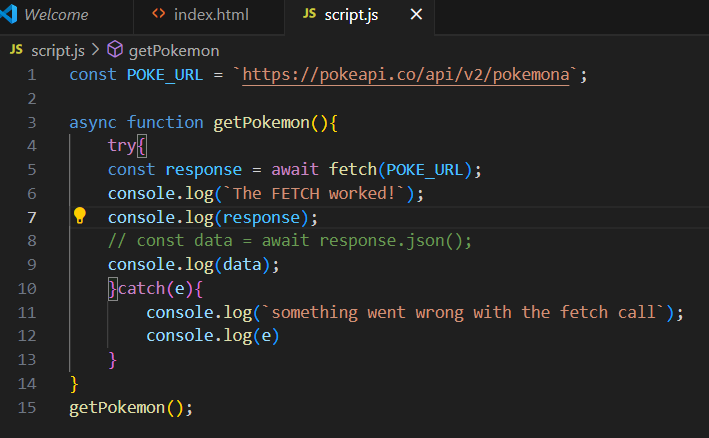 Welcome <> index.html JS script.js ×
JS script.js > getPokemon
1 const POKE_URL = `https://pokeapi.co/api/v2/pokemona`;
2
3 async function getPokemon(){
4     try{
5     const response = await fetch(POKE_URL);
6     console.log(`The FETCH worked!`);
7     console.log(response);
8     // const data = await response.json();
9     console.log(data);
10     }catch(e){
11         console.log(`something went wrong with the fetch call`);
12         console.log(e)
13     }
14 }
15 getPokemon();